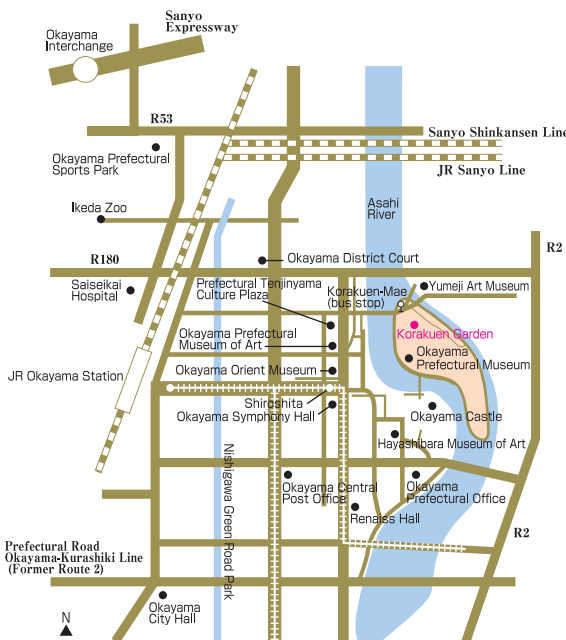 Sanyo
Expressway
Okayama
Interchange
R53
Sanyo Shinkansen Line
JR Sanyo Line
Okayama Prefectural
Sports Park
Ikeda Zoo
Asahi
River
R180
R2
Okayama District Court
Saiseikai
Hospital
Prefectural Tenjinyama
Culture Plaza
Korakuen-Mae
(bus stop)
Yumeji Art Museum
Korakuen Garden
Okayama Prefectural
Museum of Art
Okayama
Prefectural Museum
JR Okayama Station
Okayama Orient Museum
Shiroshita
Okayama Symphony Hall
Okayama Castle
Hayashibara Museum of Art
Nishigawa Green Road Park
Okayama Central
Post Office
Okayama
Prefectural Office
Renaiss Hall
R2
Prefectural Road
Okayama-Kurashiki Line
(Former Route 2)
Okayama
City Hall
N